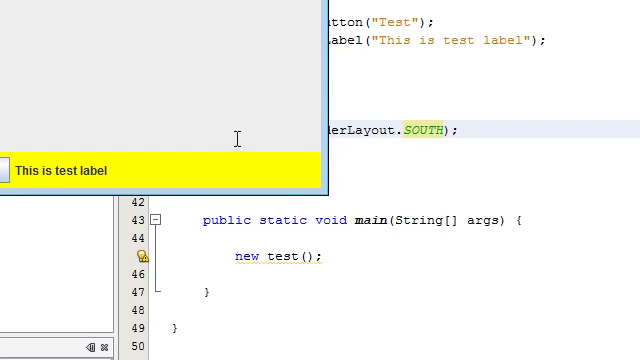 utton("Test");
abel("This is test label");
derLayout.SOUTH);
This is test label
42
43 public static void main(String[] args) {
44
new test();
46
47 }
48
49 }
50